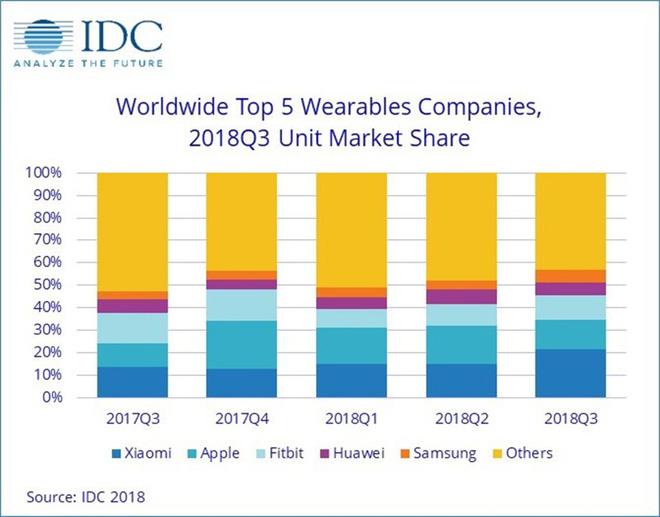 IDC
ANALYZE THE FUTURE
Worldwide Top 5 Wearables Companies,
2018Q3 Unit Market Share
100%
90%
80%
70%
60%
50%
40%
30%
20%
10%
0%
2017Q3 2017Q4 2018Q1 2018Q2 2018Q3
Xiaomi Apple Fitbit Huawei Samsung Others
Source: IDC 2018